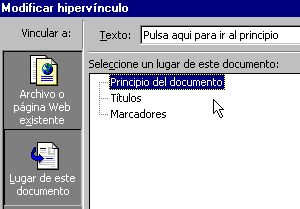 Modificar hipervínculo
Vincular a:
Texto: Pulsa aqui para ir al principio
Archivo o
página Web
existente
Lugar de este
documento
Seleccione un lugar de este documento:
Principio del documento
Títulos
Marcadores